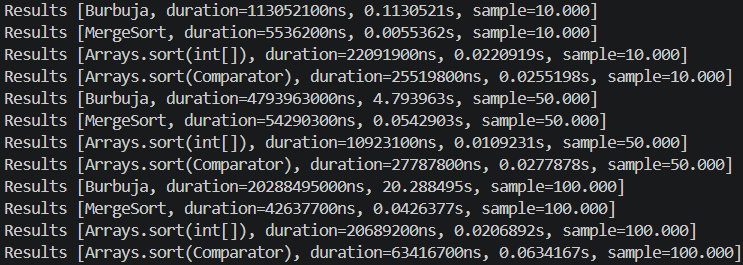 Results [Burbuja, duration=113052100ns, 0.1130521s, sample=10.000]
Results [MergeSort, duration=5536200ns, 0.0055362s, sample=10.000]
Results [Arrays.sort(int[]), duration=22091900ns, 0.0220919s, sample=10.000]
Results [Arrays.sort(Comparator), duration=25519800ns, 0.0255198s, sample=10.000]
Results [Burbuja, duration=4793963000ns, 4.793963s, sample=50.000]
Results [MergeSort, duration=54290300ns, 0.0542903s, sample=50.000]
Results [Arrays.sort(int[]), duration=10923100ns, 0.0109231s, sample=50.000]
Results [Arrays.sort(Comparator), duration=27787800ns, 0.0277878s, sample=50.000]
Results [Burbuja, duration=20288495000ns, 20.288495s, sample=100.000]
Results [MergeSort, duration=42637700ns, 0.0426377s, sample=100.000]
Results [Arrays.sort(int[]), duration=20689200ns, 0.0206892s, sample=100.000]
Results [Arrays.sort(Comparator), duration=63416700ns, 0.0634167s, sample=100.000]